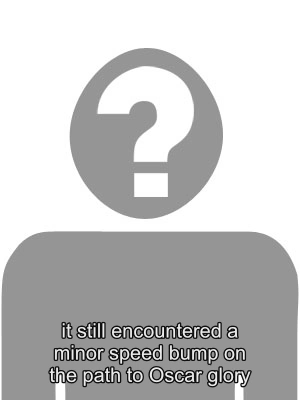 ?
it still encountered a
minor speed bump on
the path to Oscar glory